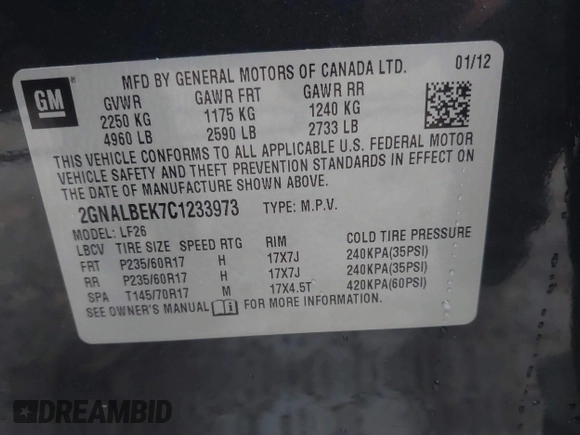 MFD BY GENERAL MOTORS OF CANADA LTD. 01/12
GM
GVWR GAWR FRT GAWR RR
2250 KG 1175 KG 1240 KG
4960 LB 2590 LB 2733 LB
THIS VEHICLE CONFORMS TO ALL APPLICABLE U.S. FEDERAL MOTOR
VEHICLE SAFETY AND THEFT PREVENTION STANDARDS IN EFFECT ON
THE DATE OF MANUFACTURE SHOWN ABOVE.
2GNALBEK7C1233973 TYPE: M.P.V.
MODEL: LF26
LBCV TIRE SIZE SPEED RTG RIM COLD TIRE PRESSURE
FRT P235/60R17 H 17X7J 240KPA(35PSI)
RR P235/60R17 H 17X7J 240KPA(35PSI)
SPA T145/70R17 M 17X4.5T 420KPA(60PSI)
SEE OWNER'S MANUAL FOR MORE INFORMATION.
DREAMBID